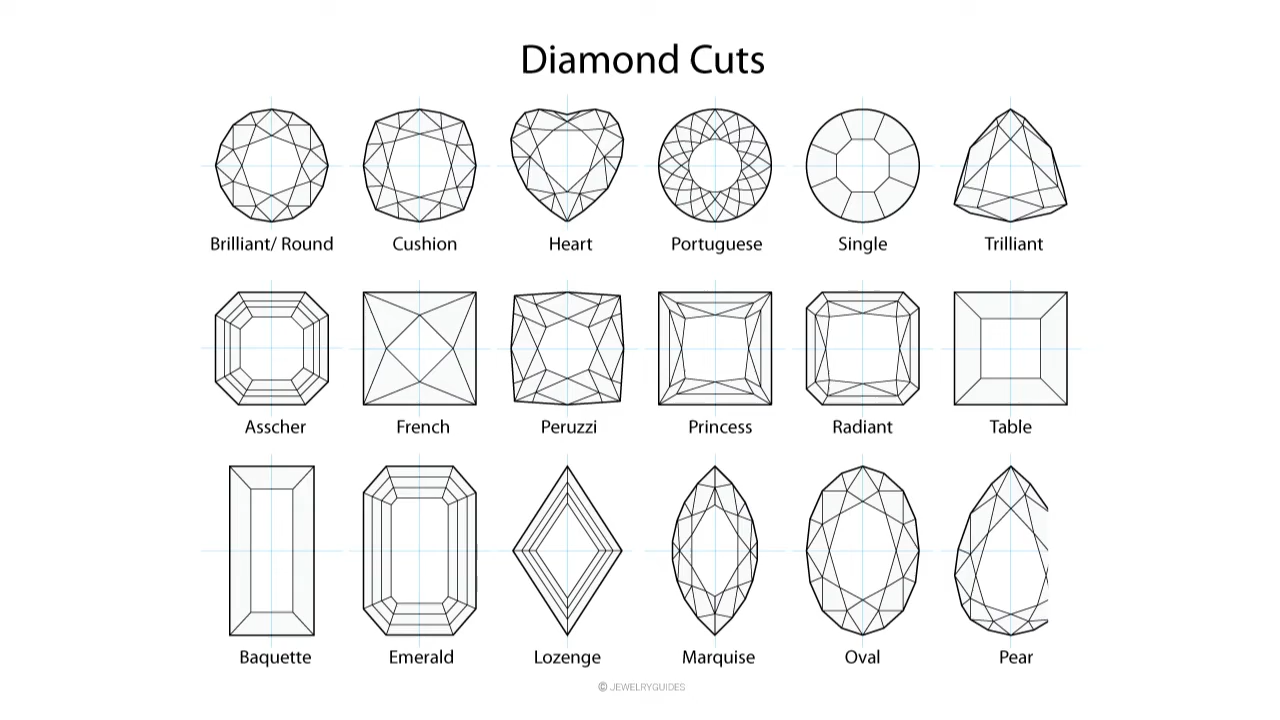 Diamond Cuts
Brilliant/ Round Cushion Heart Portuguese Single Trilliant
Asscher French Peruzzi Princess Radiant Table
Baquette Emerald Lozenge Marquise Oval Pear
© JEWELRYGUIDES